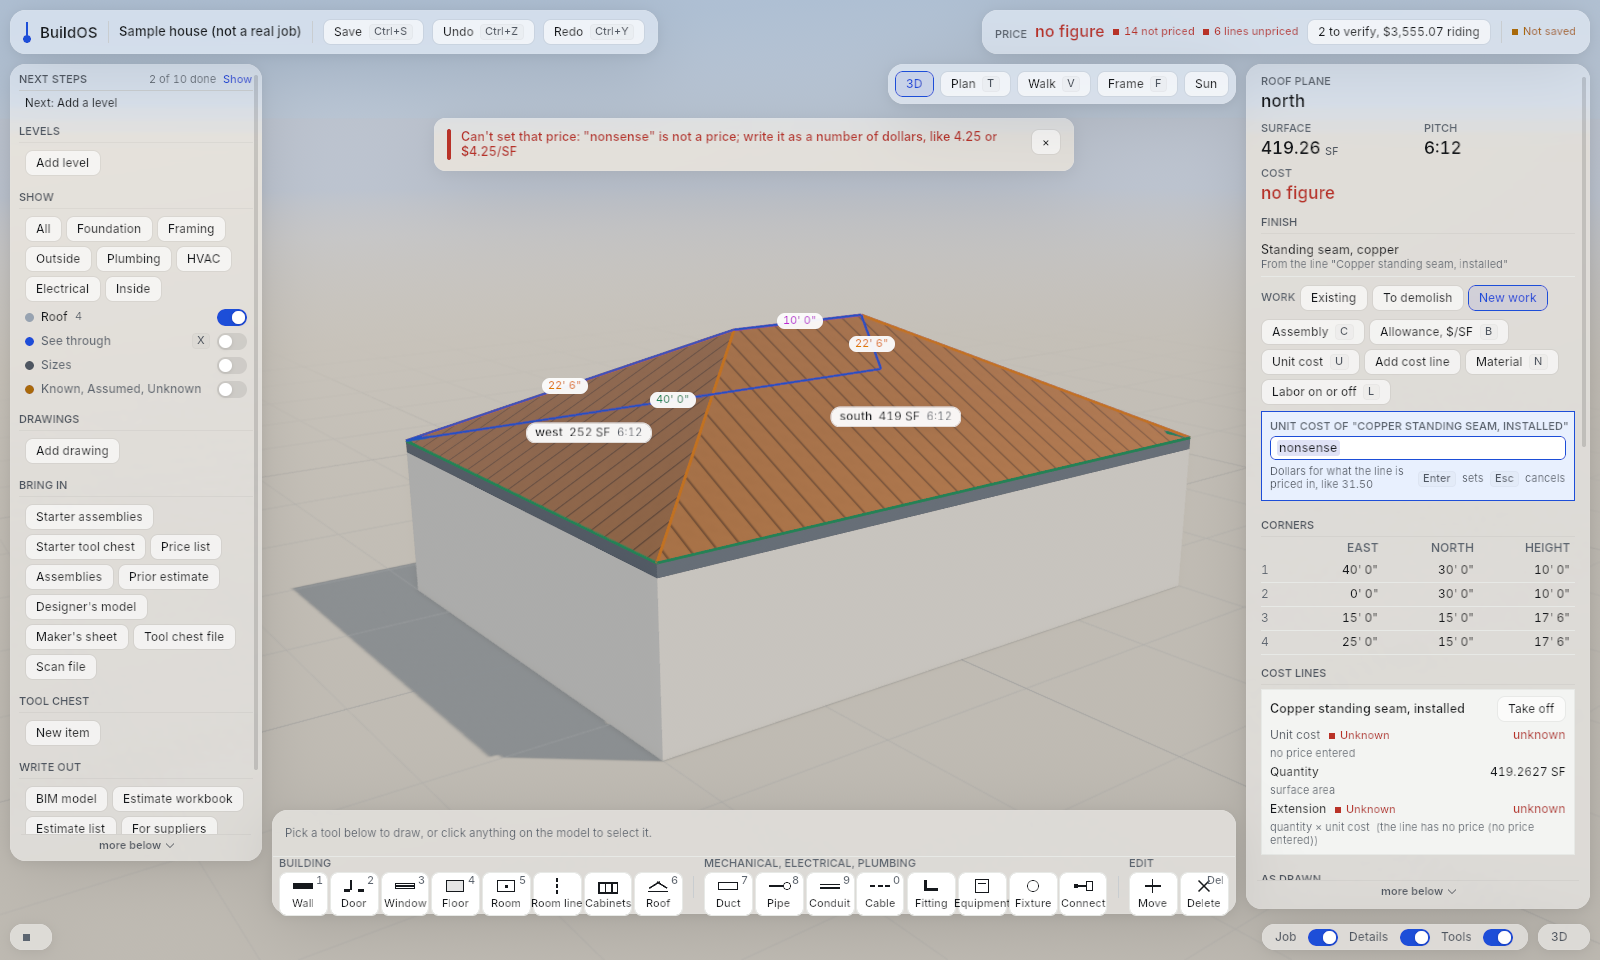 BuildOS
Sample house (not a real job)
Save Ctrl+S
Undo Ctrl+Z
Redo Ctrl+Y
PRICE no figure
14 not priced
6 lines unpriced
2 to verify, $3,555.07 riding
Not saved
NEXT STEPS 2 of 10 done Show
Next: Add a level
LEVELS
Add level
SHOW
All Foundation Framing
Outside Plumbing HVAC
Electrical Inside
Roof 4
See through X
Sizes
Known, Assumed, Unknown
DRAWINGS
Add drawing
BRING IN
Starter assemblies
Starter tool chest Price list
Assemblies Prior estimate
Designer's model
Maker's sheet Tool chest file
Scan file
TOOL CHEST
New item
WRITE OUT
BIM model Estimate workbook
Estimate list For suppliers
more below
3D Plan T Walk V Frame F Sun
Can't set that price: "nonsense" is not a price; write it as a number of dollars, like 4.25 or
$4.25/SF
×
10' 0"
22' 6"
22' 6"
40' 0"
south 419 SF 6:12
west 252 SF 6:12
Pick a tool below to draw, or click anything on the model to select it.
BUILDING
Wall 1
Door 2
Window 3
Floor 4
Room 5
Room line
Cabinets
Roof 6
MECHANICAL, ELECTRICAL, PLUMBING
Duct 7
Pipe 8
Conduit 9
Cable 0
Fitting
Equipment
Fixture
Connect
EDIT
Move
Delete Del
ROOF PLANE
north
SURFACE PITCH
419.26 SF 6:12
COST
no figure
FINISH
Standing seam, copper
From the line "Copper standing seam, installed"
WORK Existing To demolish New work
Assembly C Allowance, $/SF B
Unit cost U Add cost line Material N
Labor on or off L
UNIT COST OF "COPPER STANDING SEAM, INSTALLED"
nonsense
Dollars for what the line is
priced in, like 31.50
Enter sets Esc cancels
CORNERS
EAST NORTH HEIGHT
1 40' 0" 30' 0" 10' 0"
2 0' 0" 30' 0" 10' 0"
3 15' 0" 15' 0" 17' 6"
4 25' 0" 15' 0" 17' 6"
COST LINES
Copper standing seam, installed Take off
Unit cost Unknown unknown
no price entered
Quantity 419.2627 SF
surface area
Extension Unknown unknown
quantity × unit cost (the line has no price (no price
entered))
AS DRAWN
more below
Job Details Tools 3D